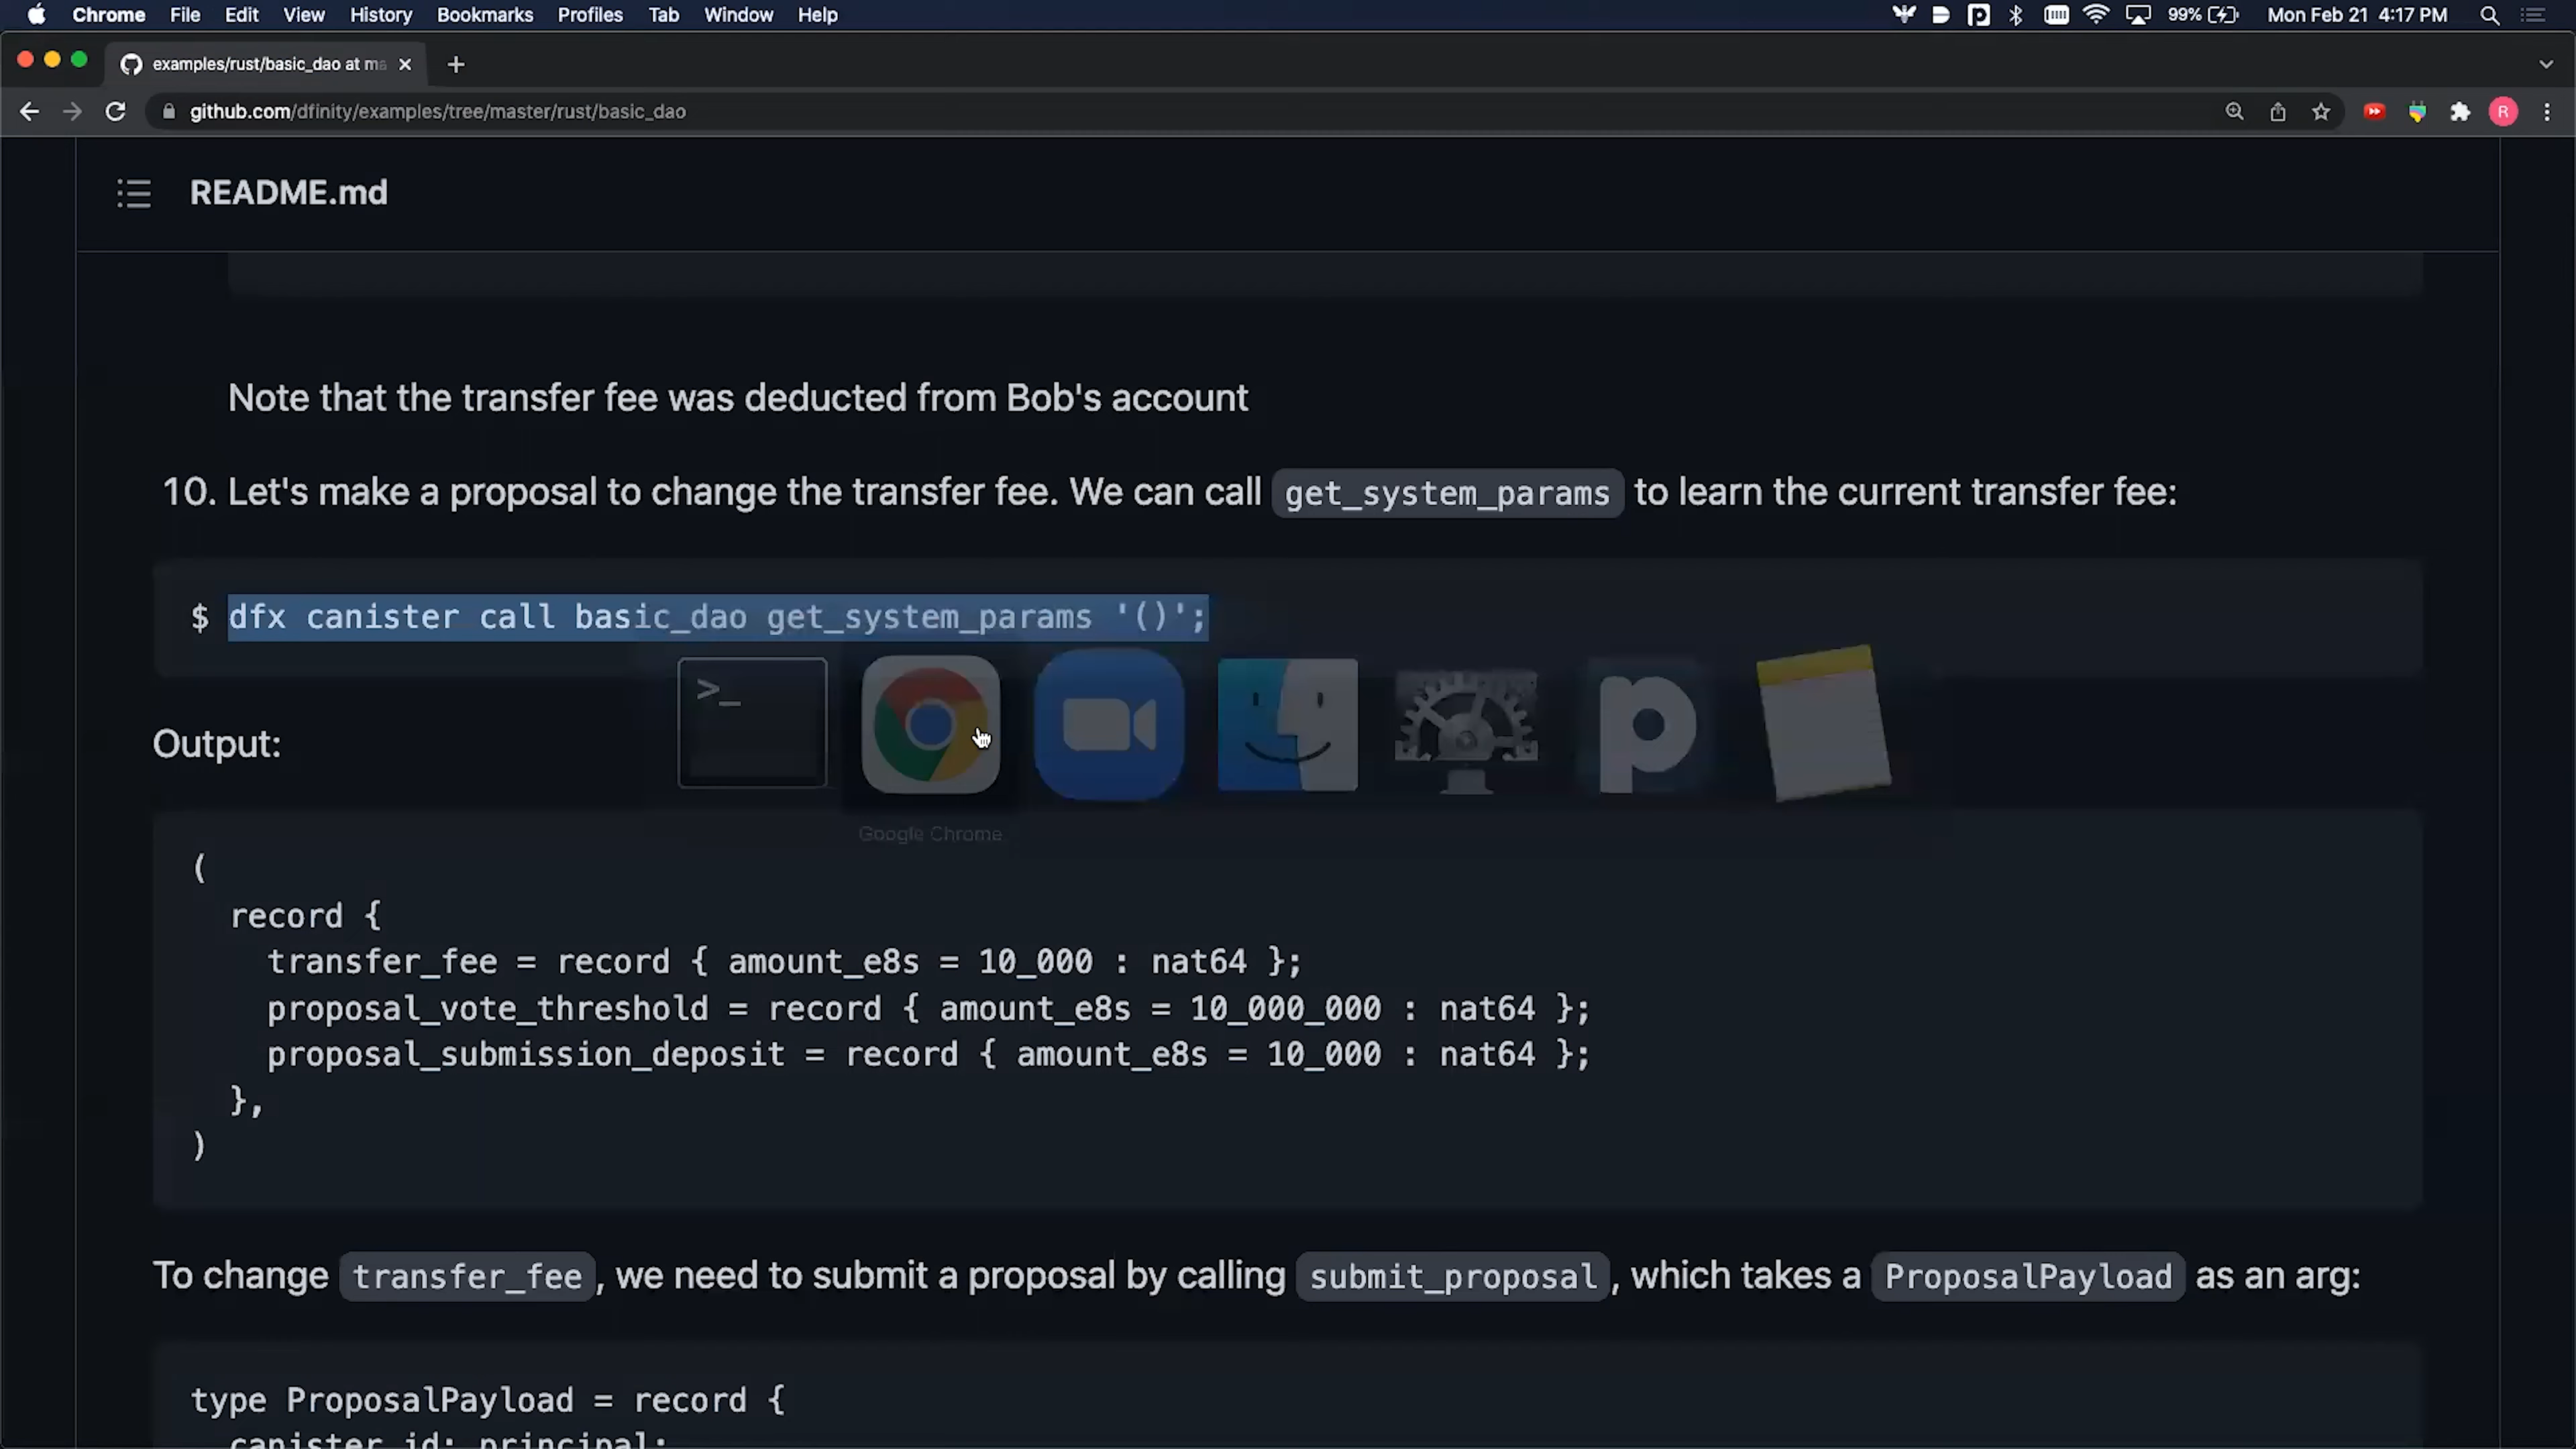 Chrome File Edit View History Bookmarks Profiles Tab Window Help 99% Mon Feb 21 4:17 PM
examples/rust/basic_dao at ma
github.com/dfinity/examples/tree/master/rust/basic_dao R
README.md
Note that the transfer fee was deducted from Bob's account
10. Let's make a proposal to change the transfer fee. We can call get_system_params to learn the current transfer fee:
$ dfx canister call basic_dao get_system_params '()';
>_
Output:
Google Chrome
(
record {
transfer_fee = record { amount_e8s = 10_000 : nat64 };
proposal_vote_threshold = record { amount_e8s = 10_000_000 : nat64 };
proposal_submission_deposit = record { amount_e8s = 10_000 : nat64 };
},
)
To change transfer_fee, we need to submit a proposal by calling submit_proposal, which takes a ProposalPayload as an arg:
type ProposalPayload = record {
canister_id: principal;